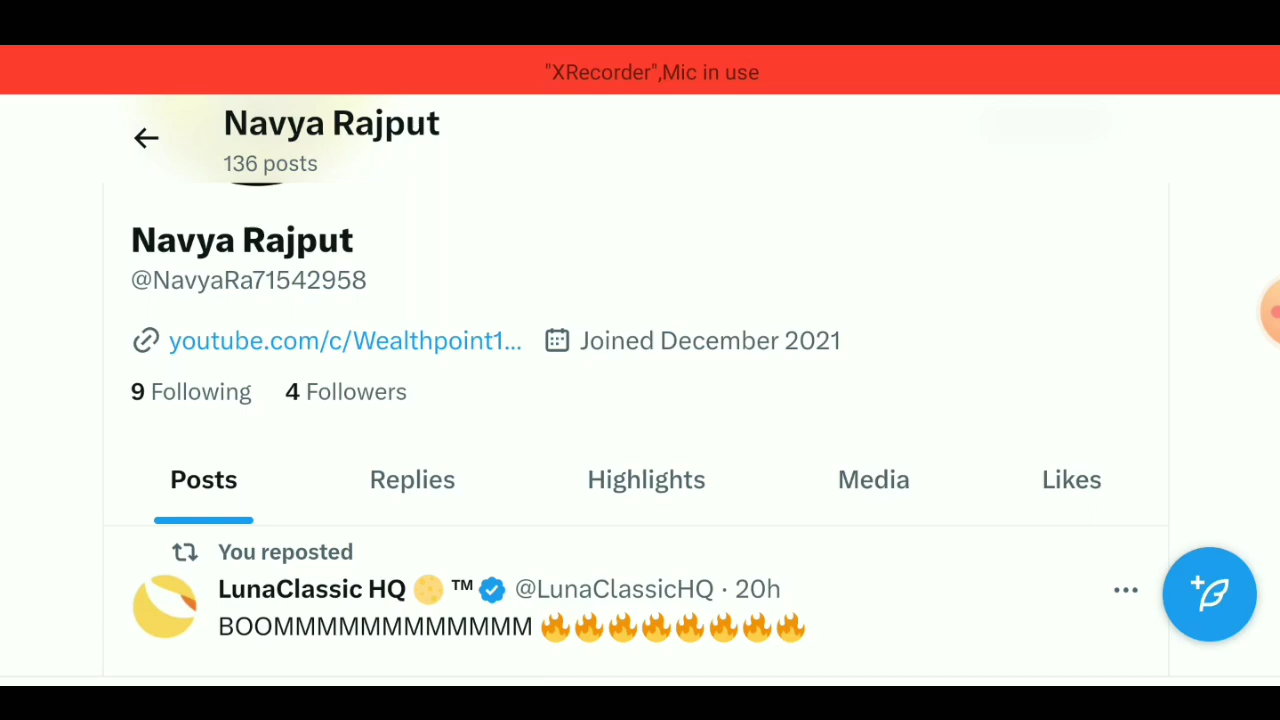 "XRecorder",Mic in use
Navya Rajput
136 posts
Navya Rajput
@NavyaRa71542958
youtube.com/c/Wealthpoint1... Joined December 2021
9 Following 4 Followers
Posts Replies Highlights Media Likes
You reposted
LunaClassic HQ 🌕 ™ @LunaClassicHQ · 20h
BOOMMMMMMMMMMMM 🔥🔥🔥🔥🔥🔥🔥🔥